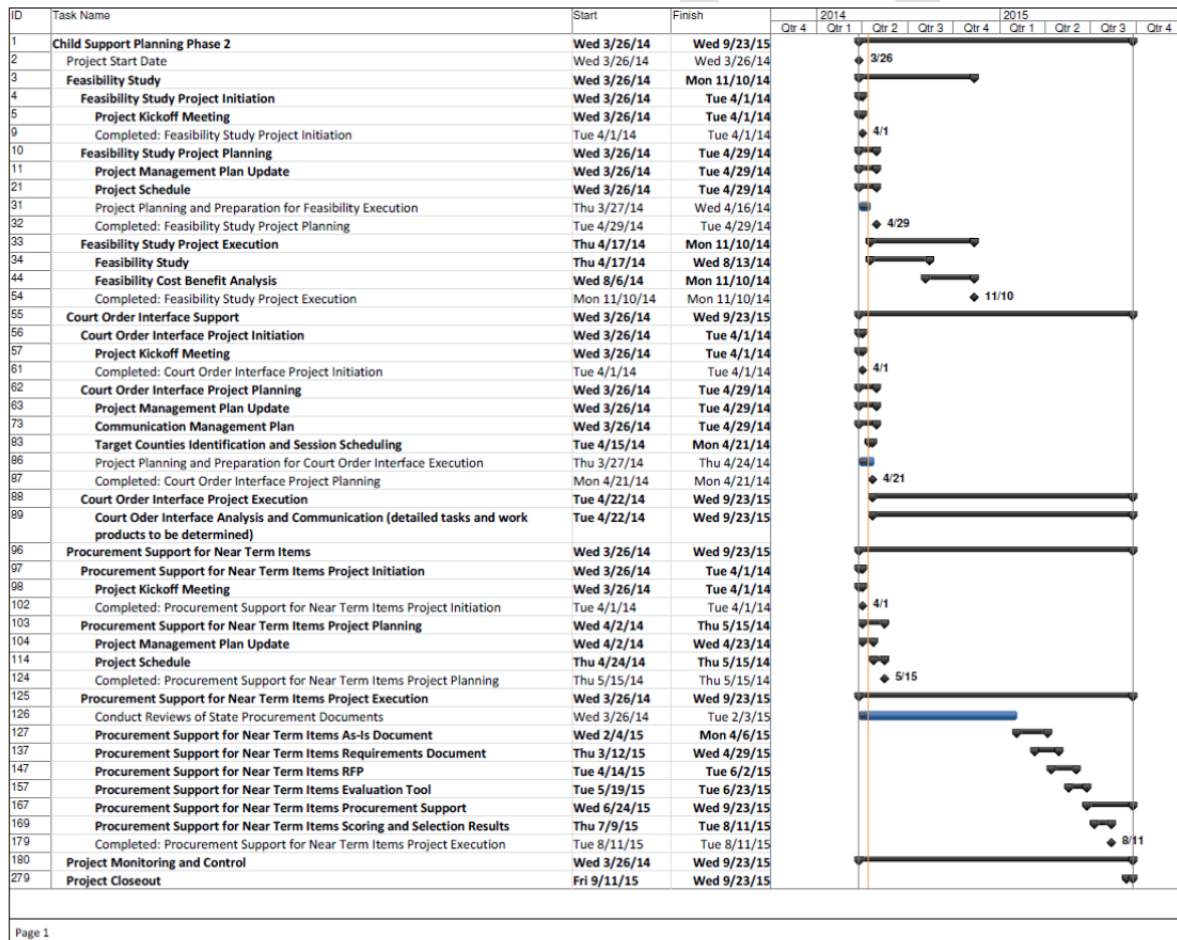 ID Task Name Start Finish 2014 2015
Qtr 4 Qtr 1 Qtr 2 Qtr 3 Qtr 4 Qtr 1 Qtr 2 Qtr 3 Qtr 4
1 Child Support Planning Phase 2 Wed 3/26/14 Wed 9/23/15
2 Project Start Date Wed 3/26/14 Wed 3/26/14 3/26
3 Feasibility Study Wed 3/26/14 Mon 11/10/14
4 Feasibility Study Project Initiation Wed 3/26/14 Tue 4/1/14
5 Project Kickoff Meeting Wed 3/26/14 Tue 4/1/14
9 Completed: Feasibility Study Project Initiation Tue 4/1/14 Tue 4/1/14 4/1
10 Feasibility Study Project Planning Wed 3/26/14 Tue 4/29/14
11 Project Management Plan Update Wed 3/26/14 Tue 4/29/14
21 Project Schedule Wed 3/26/14 Tue 4/29/14
31 Project Planning and Preparation for Feasibility Execution Thu 3/27/14 Wed 4/16/14
32 Completed: Feasibility Study Project Planning Tue 4/29/14 Tue 4/29/14 4/29
33 Feasibility Study Project Execution Thu 4/17/14 Mon 11/10/14
34 Feasibility Study Thu 4/17/14 Wed 8/13/14
44 Feasibility Cost Benefit Analysis Wed 8/6/14 Mon 11/10/14
54 Completed: Feasibility Study Project Execution Mon 11/10/14 Mon 11/10/14 11/10
55 Court Order Interface Support Wed 3/26/14 Wed 9/23/15
56 Court Order Interface Project Initiation Wed 3/26/14 Tue 4/1/14
57 Project Kickoff Meeting Wed 3/26/14 Tue 4/1/14
61 Completed: Court Order Interface Project Initiation Tue 4/1/14 Tue 4/1/14 4/1
62 Court Order Interface Project Planning Wed 3/26/14 Tue 4/29/14
63 Project Management Plan Update Wed 3/26/14 Tue 4/29/14
73 Communication Management Plan Wed 3/26/14 Tue 4/29/14
83 Target Counties Identification and Session Scheduling Tue 4/15/14 Mon 4/21/14
86 Project Planning and Preparation for Court Order Interface Execution Thu 3/27/14 Thu 4/24/14
87 Completed: Court Order Interface Project Planning Mon 4/21/14 Mon 4/21/14 4/21
88 Court Order Interface Project Execution Tue 4/22/14 Wed 9/23/15
89 Court Oder Interface Analysis and Communication (detailed tasks and work Tue 4/22/14 Wed 9/23/15
products to be determined)
96 Procurement Support for Near Term Items Wed 3/26/14 Wed 9/23/15
97 Procurement Support for Near Term Items Project Initiation Wed 3/26/14 Tue 4/1/14
98 Project Kickoff Meeting Wed 3/26/14 Tue 4/1/14
102 Completed: Procurement Support for Near Term Items Project Initiation Tue 4/1/14 Tue 4/1/14 4/1
103 Procurement Support for Near Term Items Project Planning Wed 4/2/14 Thu 5/15/14
104 Project Management Plan Update Wed 4/2/14 Wed 4/23/14
114 Project Schedule Thu 4/24/14 Thu 5/15/14
124 Completed: Procurement Support for Near Term Items Project Planning Thu 5/15/14 Thu 5/15/14 5/15
125 Procurement Support for Near Term Items Project Execution Wed 3/26/14 Wed 9/23/15
126 Conduct Reviews of State Procurement Documents Wed 3/26/14 Tue 2/3/15
127 Procurement Support for Near Term Items As-Is Document Wed 2/4/15 Mon 4/6/15
137 Procurement Support for Near Term Items Requirements Document Thu 3/12/15 Wed 4/29/15
147 Procurement Support for Near Term Items RFP Tue 4/14/15 Tue 6/2/15
157 Procurement Support for Near Term Items Evaluation Tool Tue 5/19/15 Tue 6/23/15
167 Procurement Support for Near Term Items Procurement Support Wed 6/24/15 Wed 9/23/15
169 Procurement Support for Near Term Items Scoring and Selection Results Thu 7/9/15 Tue 8/11/15
179 Completed: Procurement Support for Near Term Items Project Execution Tue 8/11/15 Tue 8/11/15 8/11
180 Project Monitoring and Control Wed 3/26/14 Wed 9/23/15
279 Project Closeout Fri 9/11/15 Wed 9/23/15
Page 1